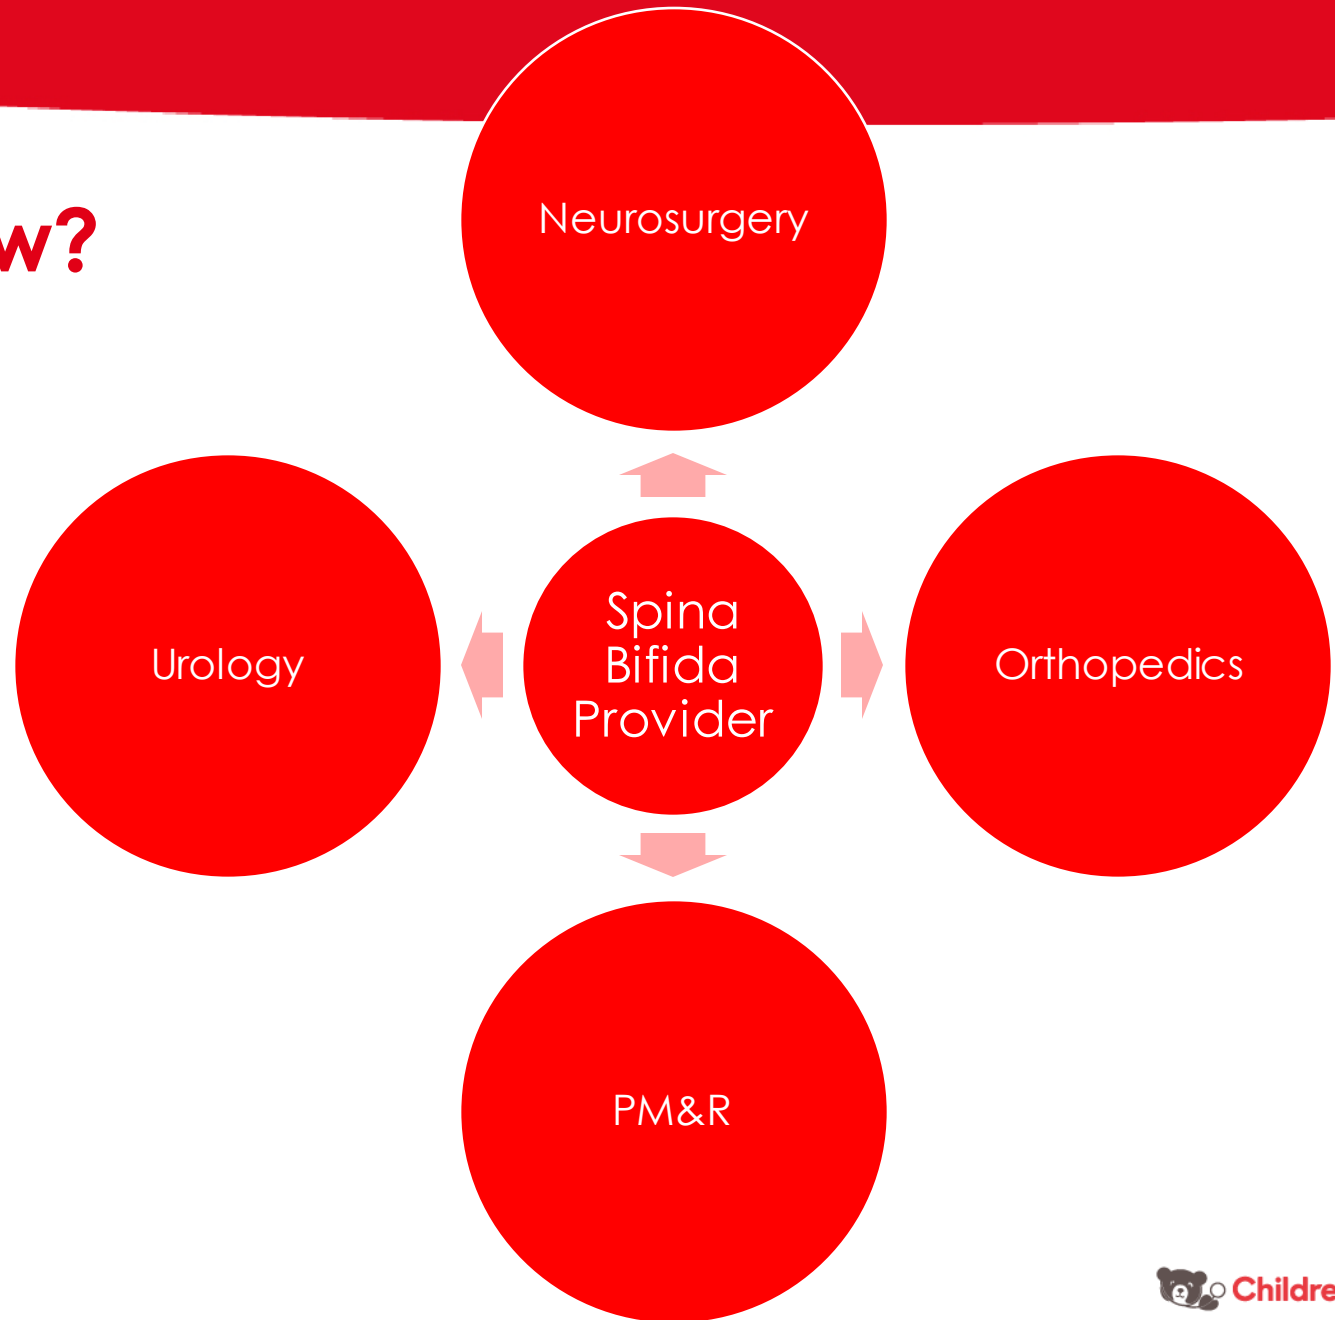 w?
Neurosurgery
Urology
Spina
Bifida
Provider
Orthopedics
PM&R
Childre